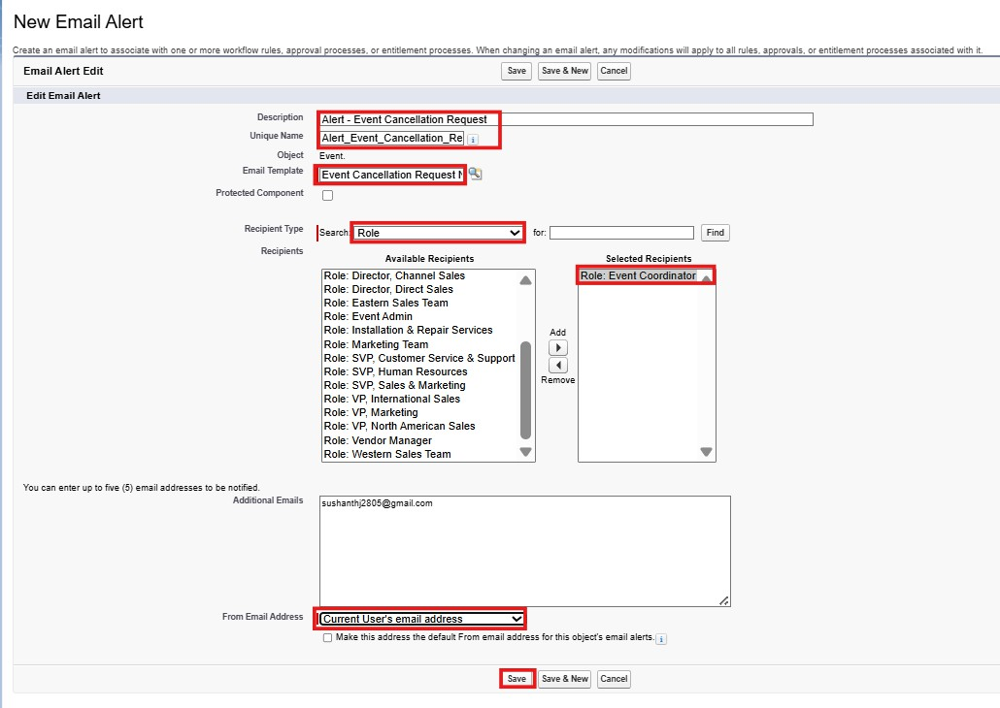 New Email Alert
Create an email alert to associate with one or more workflow rules, approval processes, or entitlement processes. When changing an email alert, any modifications will apply to all rules, approvals, or entitlement processes associated with it.
Email Alert Edit Save Save & New Cancel
Edit Email Alert
Description Alert - Event Cancellation Request
Unique Name Alert_Event_Cancellation_Re i
Object Event.
Email Template Event Cancellation Request N
Protected Component
Recipient Type Search: Role for: Find
Recipients
Available Recipients Selected Recipients
Role: Director, Channel Sales Role: Event Coordinator
Role: Director, Direct Sales
Role: Eastern Sales Team
Role: Event Admin
Role: Installation & Repair Services
Add
Role: Marketing Team
Role: SVP, Customer Service & Support
Role: SVP, Human Resources
Remove
Role: SVP, Sales & Marketing
Role: VP, International Sales
Role: VP, Marketing
Role: VP, North American Sales
Role: Vendor Manager
Role: Western Sales Team
You can enter up to five (5) email addresses to be notified.
Additional Emails sushanthj2805@gmail.com
From Email Address Current User's email address
Make this address the default From email address for this object's email alerts. i
Save Save & New Cancel